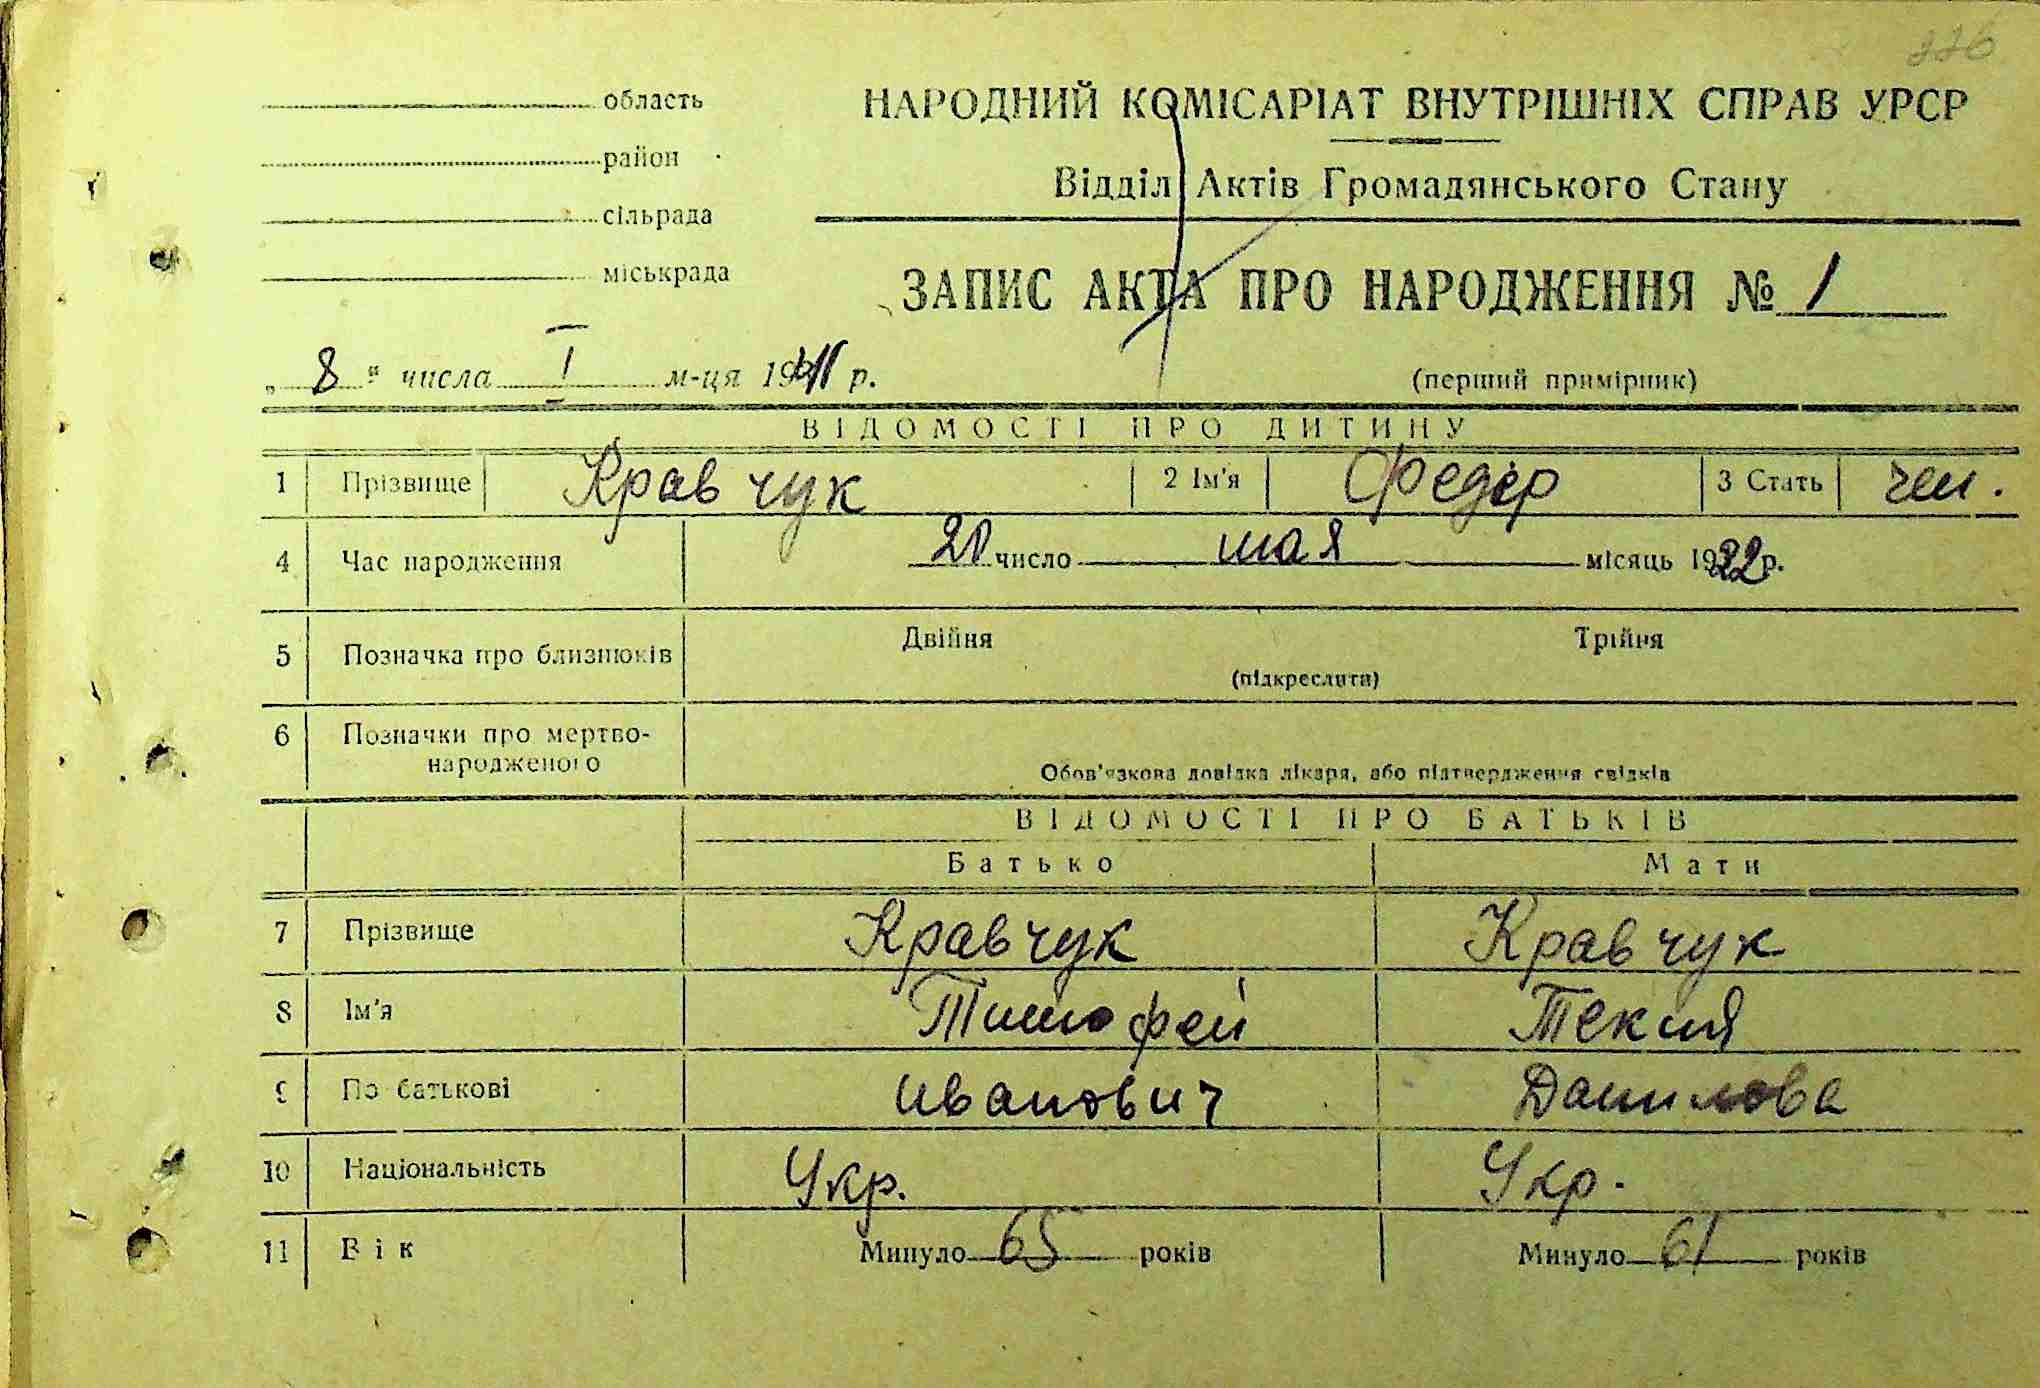 226
область
район
сільрада
міськрада
НАРОДНИЙ КОМІСАРІАТ ВНУТРІШНІХ СПРАВ УРСР
Відділ Актів Громадянського Стану
ЗАПИС АКТА ПРО НАРОДЖЕННЯ № 1
„ 8 " числа I м-ця 1941 р.
(перший примірник)
ВІДОМОСТІ ПРО ДИТИНУ
1 Прізвище Кравчук 2 Ім'я Федер 3 Стать чел.
4 Час народження 20 число мая місяць 1922 р.
5 Позначка про близнюків Двійня Трійня
(підкреслити)
6 Позначки про мертво-
народженого
Обов'язкова довідка лікаря, або підтвердження свідків
ВІДОМОСТІ ПРО БАТЬКІВ
Батько Мати
7 Прізвище Кравчук Кравчук
8 Ім'я Тимофей Текля
9 По батькові Иванович Данилова
10 Національність Укр. Укр.
11 Вік Минуло 65 років Минуло 61 років